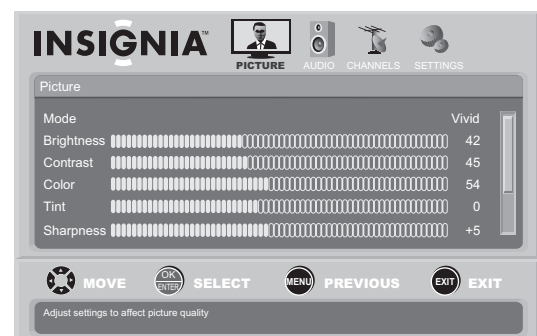 INSIGNIA™
PICTURE AUDIO CHANNELS SETTINGS
Picture
Mode Vivid
Brightness 42
Contrast 45
Color 54
Tint 0
Sharpness +5
MOVE OK ENTER SELECT MENU PREVIOUS EXIT EXIT
Adjust settings to affect picture quality